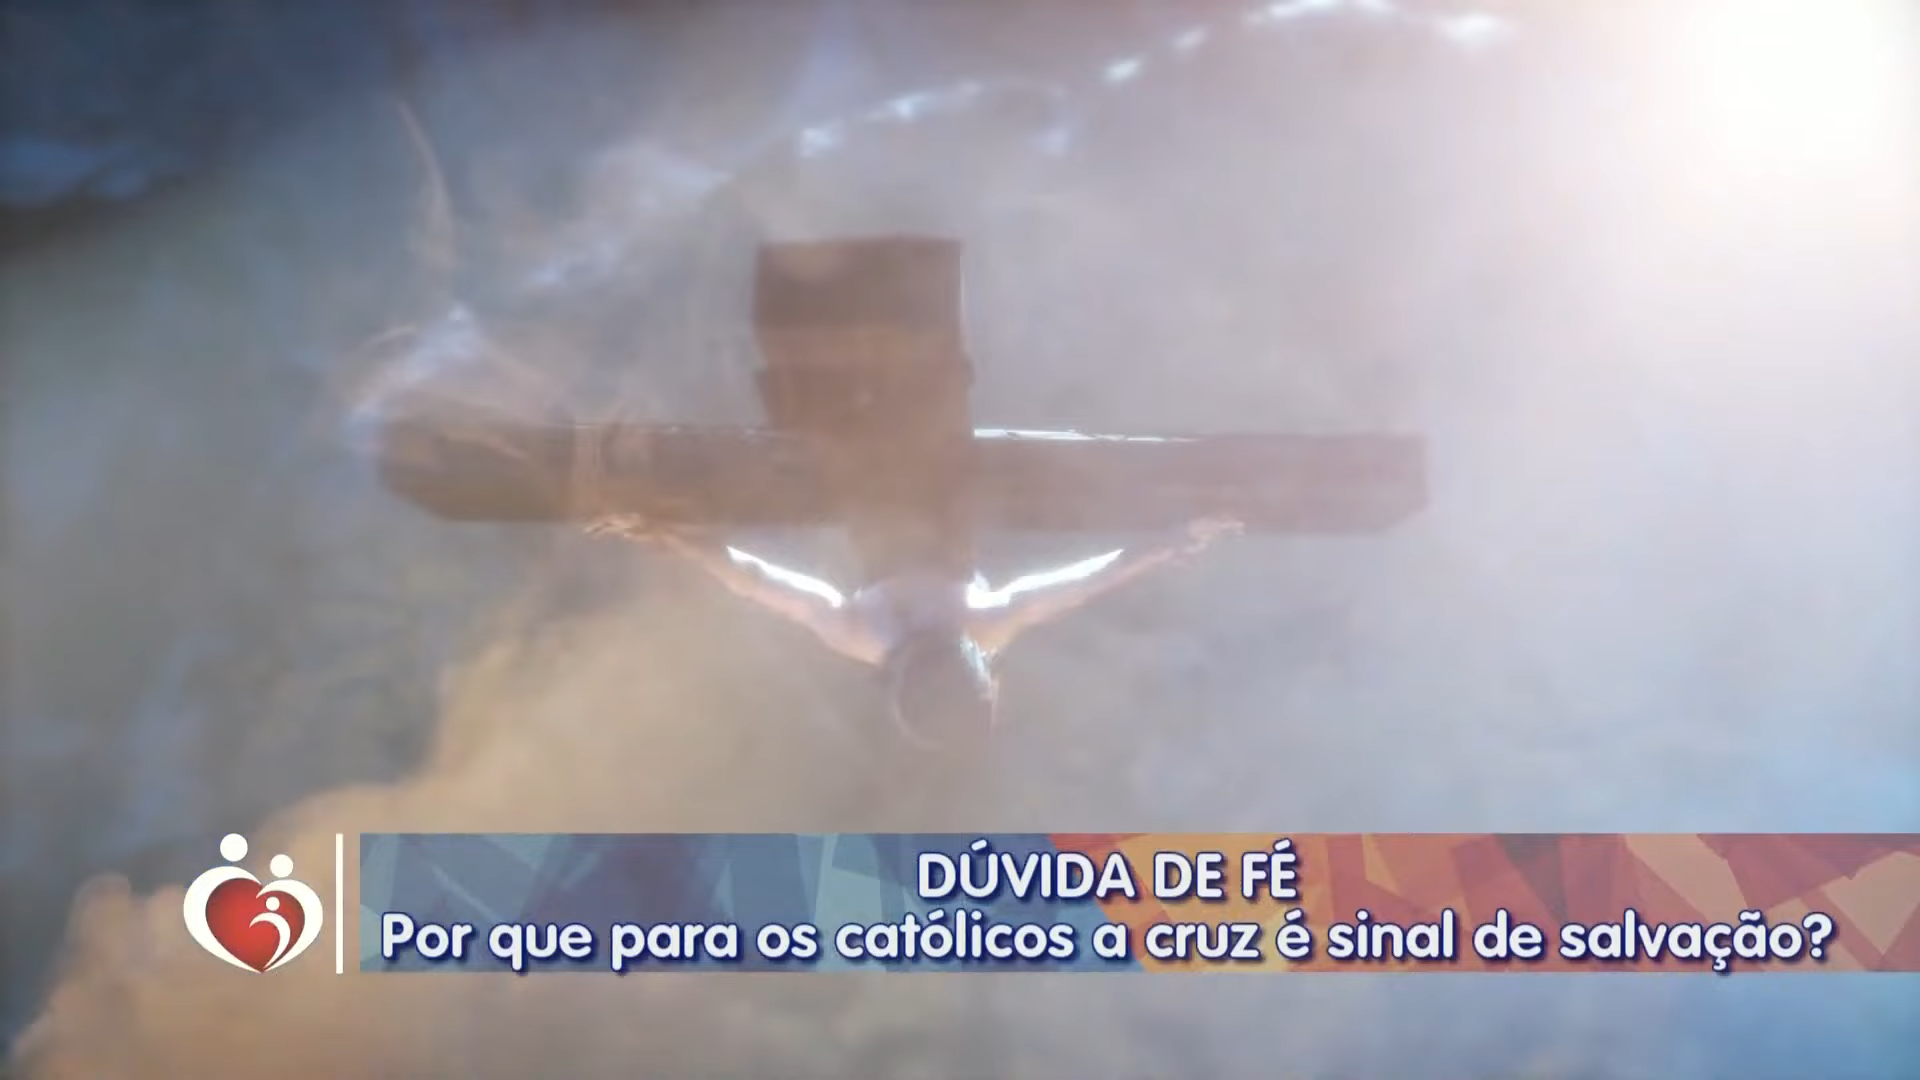 DÚVIDA DE FÉ
Por que para os católicos a cruz é sinal de salvação?